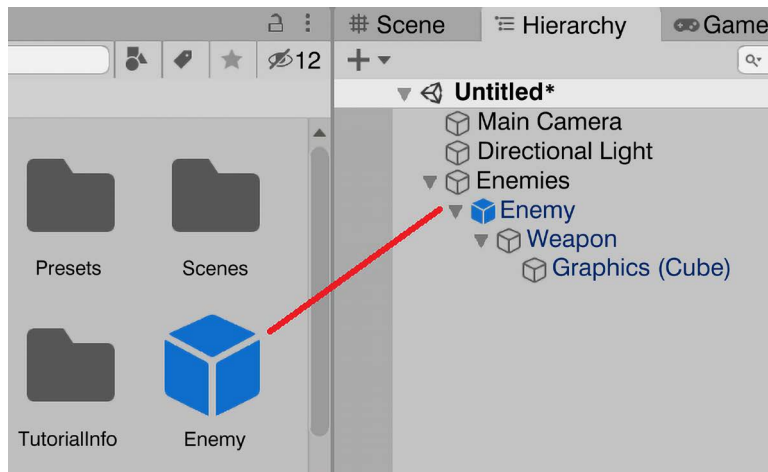 Scene
Hierarchy
Game
12
Untitled*
Main Camera
Directional Light
Enemies
Enemy
Weapon
Graphics (Cube)
Presets
Scenes
TutorialInfo
Enemy